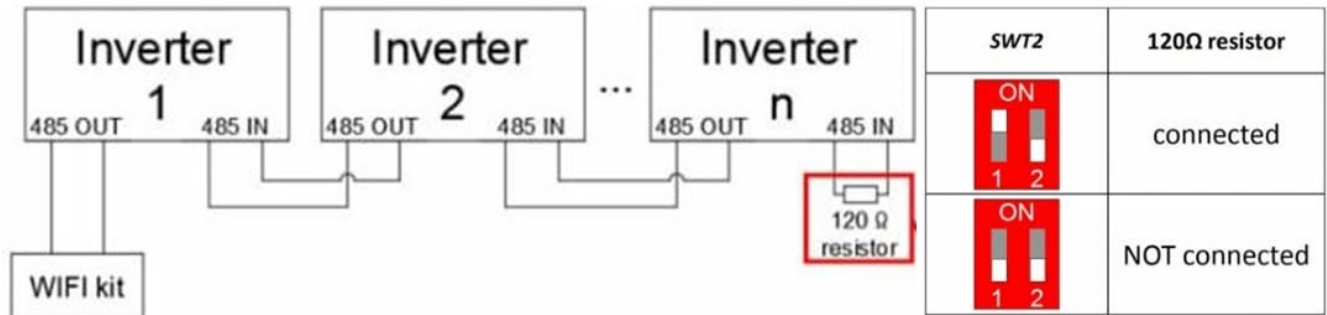 Inverter
1
485 OUT
485 IN
Inverter
2
485 OUT
485 IN
...
Inverter
n
485 OUT
485 IN
120 Ω
resistor
WIFI kit
SWT2
120Ω resistor
ON
1 2
connected
ON
1 2
NOT connected